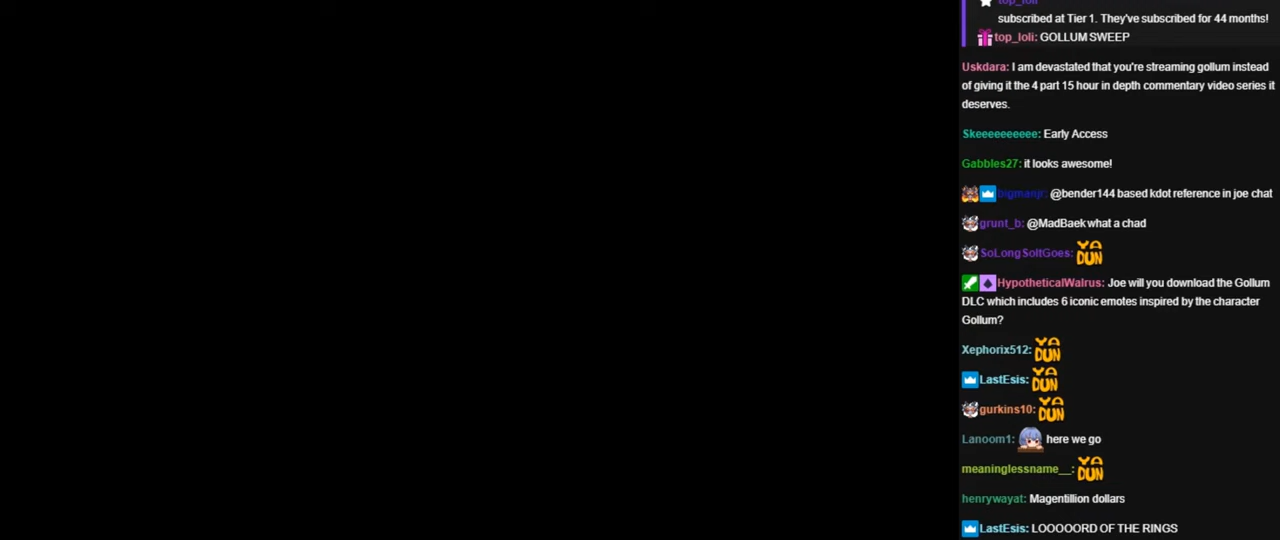 top_loli
subscribed at Tier 1. They've subscribed for 44 months!
top_loli: GOLLUM SWEEP
Uskdara: I am devastated that you're streaming gollum instead
of giving it the 4 part 15 hour in depth commentary video series it
deserves.
Skeeeeeeeeee: Early Access
Gabbles27: it looks awesome!
bigmanjr: @bender144 based kdot reference in joe chat
grunt_b: @MadBaek what a chad
SoLongSoItGoes: YA DUN
HypotheticalWalrus: Joe will you download the Gollum
DLC which includes 6 iconic emotes inspired by the character
Gollum?
Xephorix512: YA DUN
LastEsis: YA DUN
gurkins10: YA DUN
Lanoom1: here we go
meaninglessname__: YA DUN
henrywayat: Magentillion dollars
LastEsis: LOOOOORD OF THE RINGS